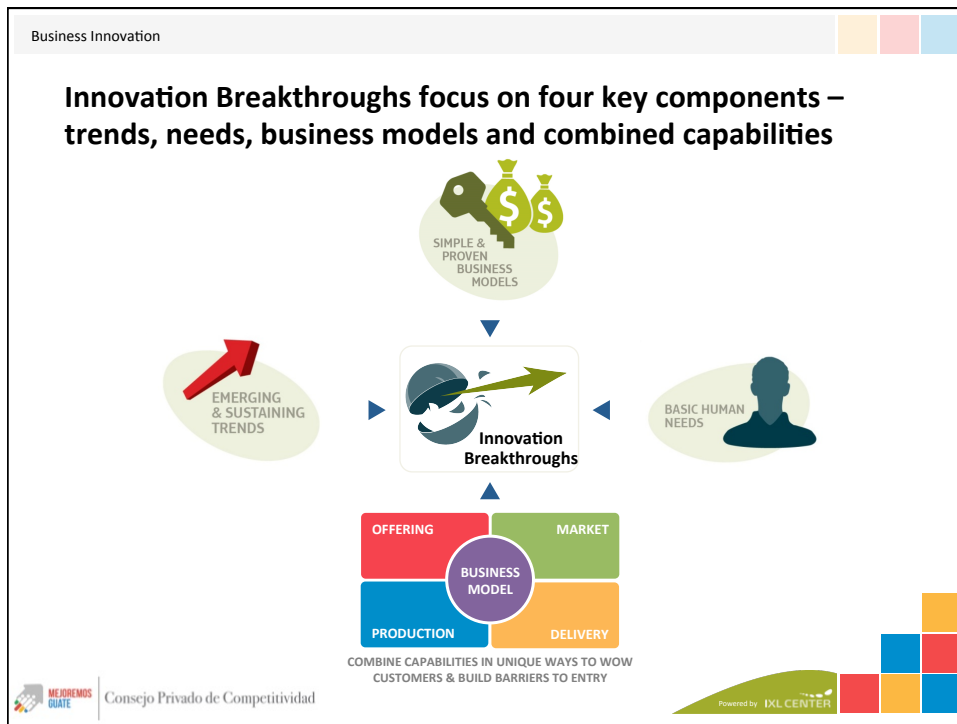 Business Innovation
Innovation Breakthroughs focus on four key components –
trends, needs, business models and combined capabilities
$
$
SIMPLE &
PROVEN
BUSINESS
MODELS
EMERGING
& SUSTAINING
TRENDS
Innovation
Breakthroughs
BASIC HUMAN
NEEDS
OFFERING
MARKET
BUSINESS
MODEL
PRODUCTION
DELIVERY
COMBINE CAPABILITIES IN UNIQUE WAYS TO WOW
CUSTOMERS & BUILD BARRIERS TO ENTRY
MEJOREMOS
GUATE
Consejo Privado de Competitividad
Powered by IXL CENTER